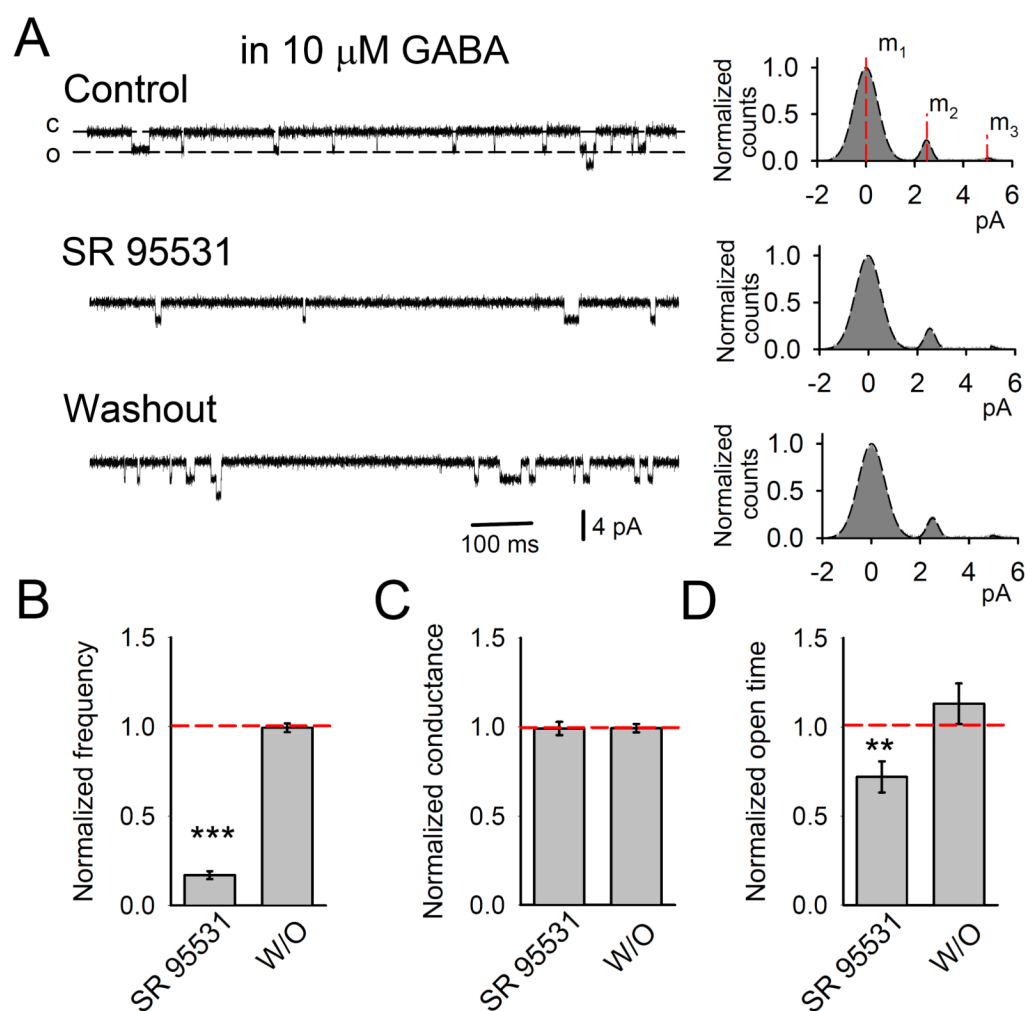 A
in 10 μM GABA
Control
c
o
Normalized
counts
1.0
0.5
0.0
m1
m2
m3
-2 0 2 4 6
pA
SR 95531
Normalized
counts
1.0
0.5
0.0
-2 0 2 4 6
pA
Washout
100 ms
4 pA
Normalized
counts
1.0
0.5
0.0
-2 0 2 4 6
pA
B
Normalized frequency
1.5
1.0
0.5
0.0
***
SR 95531
W/O
C
Normalized conductance
1.5
1.0
0.5
0.0
SR 95531
W/O
D
Normalized open time
1.5
1.0
0.5
0.0
**
SR 95531
W/O